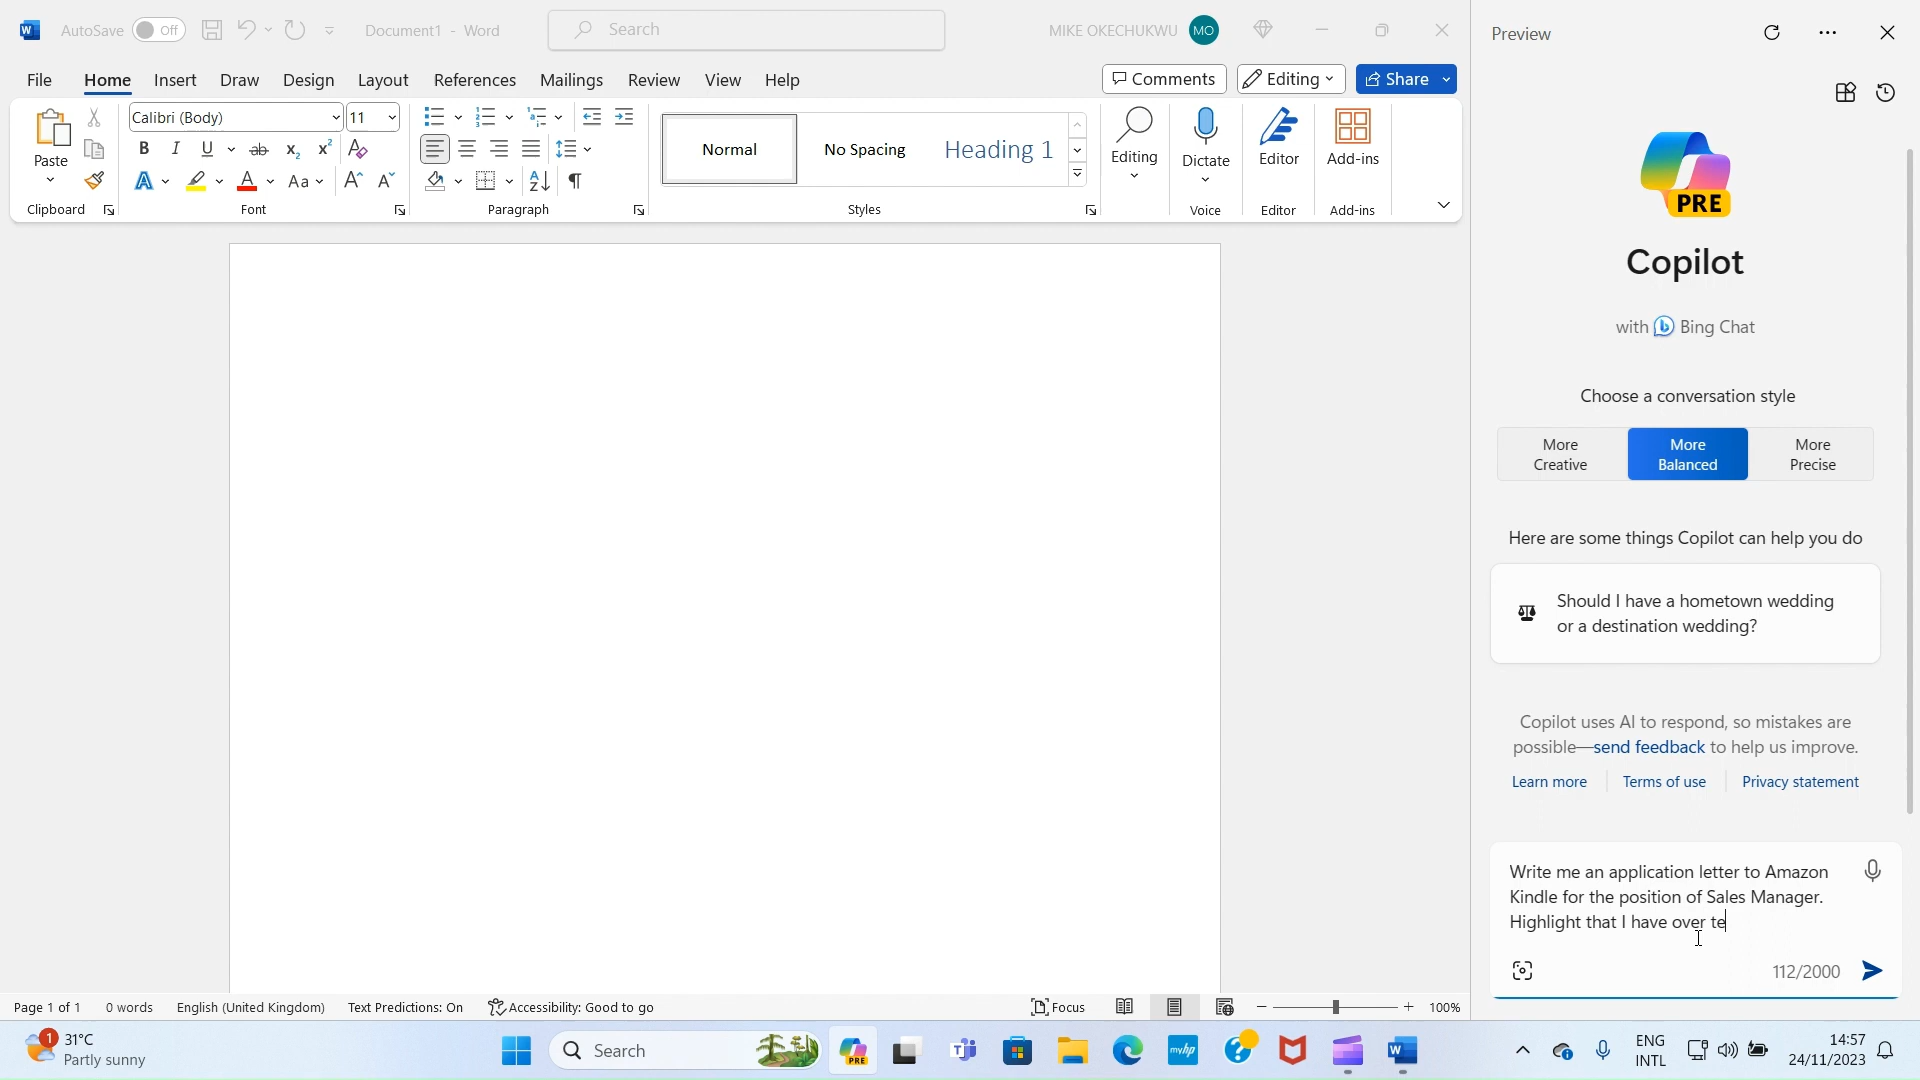 AutoSave Off Document1 - Word Search MIKE OKECHUKWU MO
File Home Insert Draw Design Layout References Mailings Review View Help Comments Editing Share
Calibri (Body) 11
Paste
Clipboard
B I U ab x2 x2
A A Aa A A
Font
Paragraph
Normal
No Spacing
Heading 1
Styles
Editing
Dictate
Voice
Editor
Editor
Add-ins
Add-ins
Preview
PRE
Copilot
with b Bing Chat
Choose a conversation style
More
Creative
More
Balanced
More
Precise
Here are some things Copilot can help you do
Should I have a hometown wedding
or a destination wedding?
Copilot uses AI to respond, so mistakes are
possible—send feedback to help us improve.
Learn more Terms of use Privacy statement
Write me an application letter to Amazon
Kindle for the position of Sales Manager.
Highlight that I have over te
112/2000
Page 1 of 1 0 words English (United Kingdom) Text Predictions: On Accessibility: Good to go Focus 100%
1 31°C
Partly sunny
Search
PRE
myhp
ENG
INTL
14:57
24/11/2023